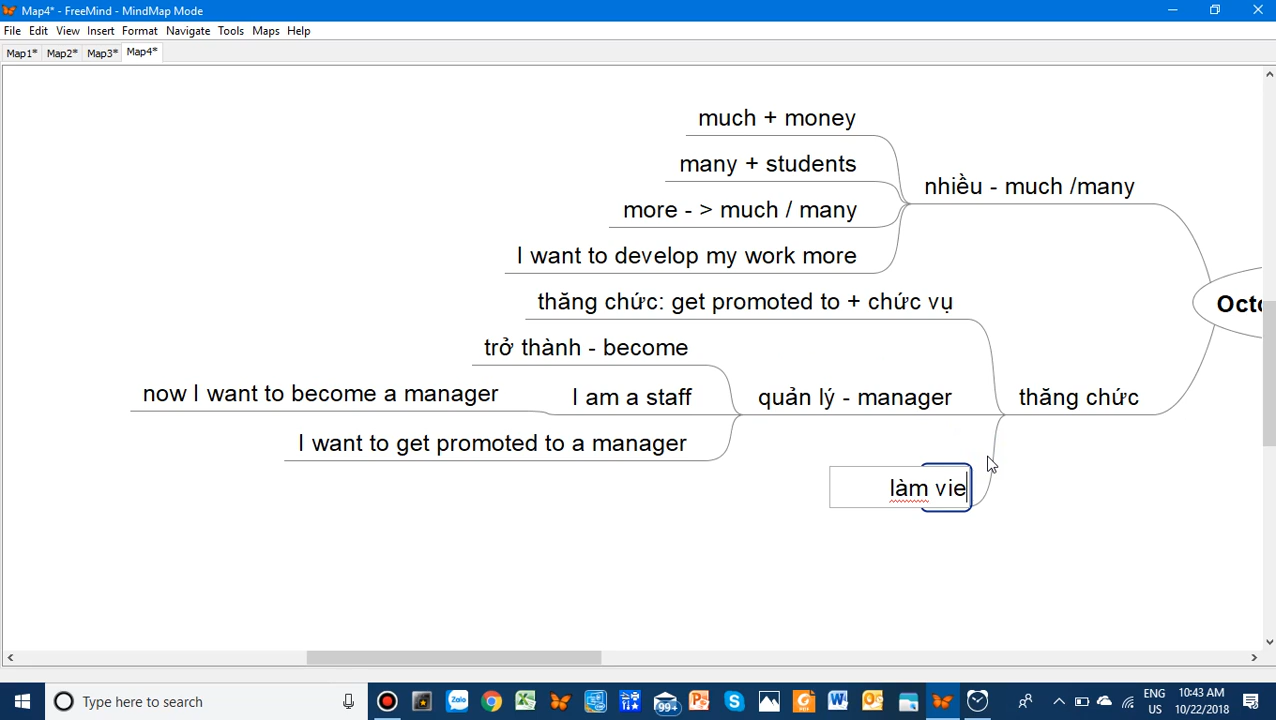 Map4* - FreeMind - MindMap Mode
File Edit View Insert Format Navigate Tools Maps Help
Map1* Map2* Map3* Map4*
much + money
many + students
more - > much / many
I want to develop my work more
nhiều - much /many
thăng chức: get promoted to + chức vụ
trở thành - become
now I want to become a manager
I am a staff
I want to get promoted to a manager
quản lý - manager
thăng chức
làm vie
Octo
Type here to search
99+
Zalo
ENG
US
10:43 AM
10/22/2018